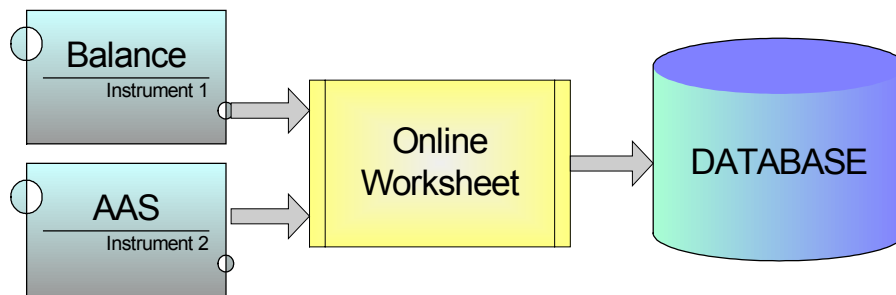 Balance
Instrument 1
AAS
Instrument 2
Online
Worksheet
DATABASE